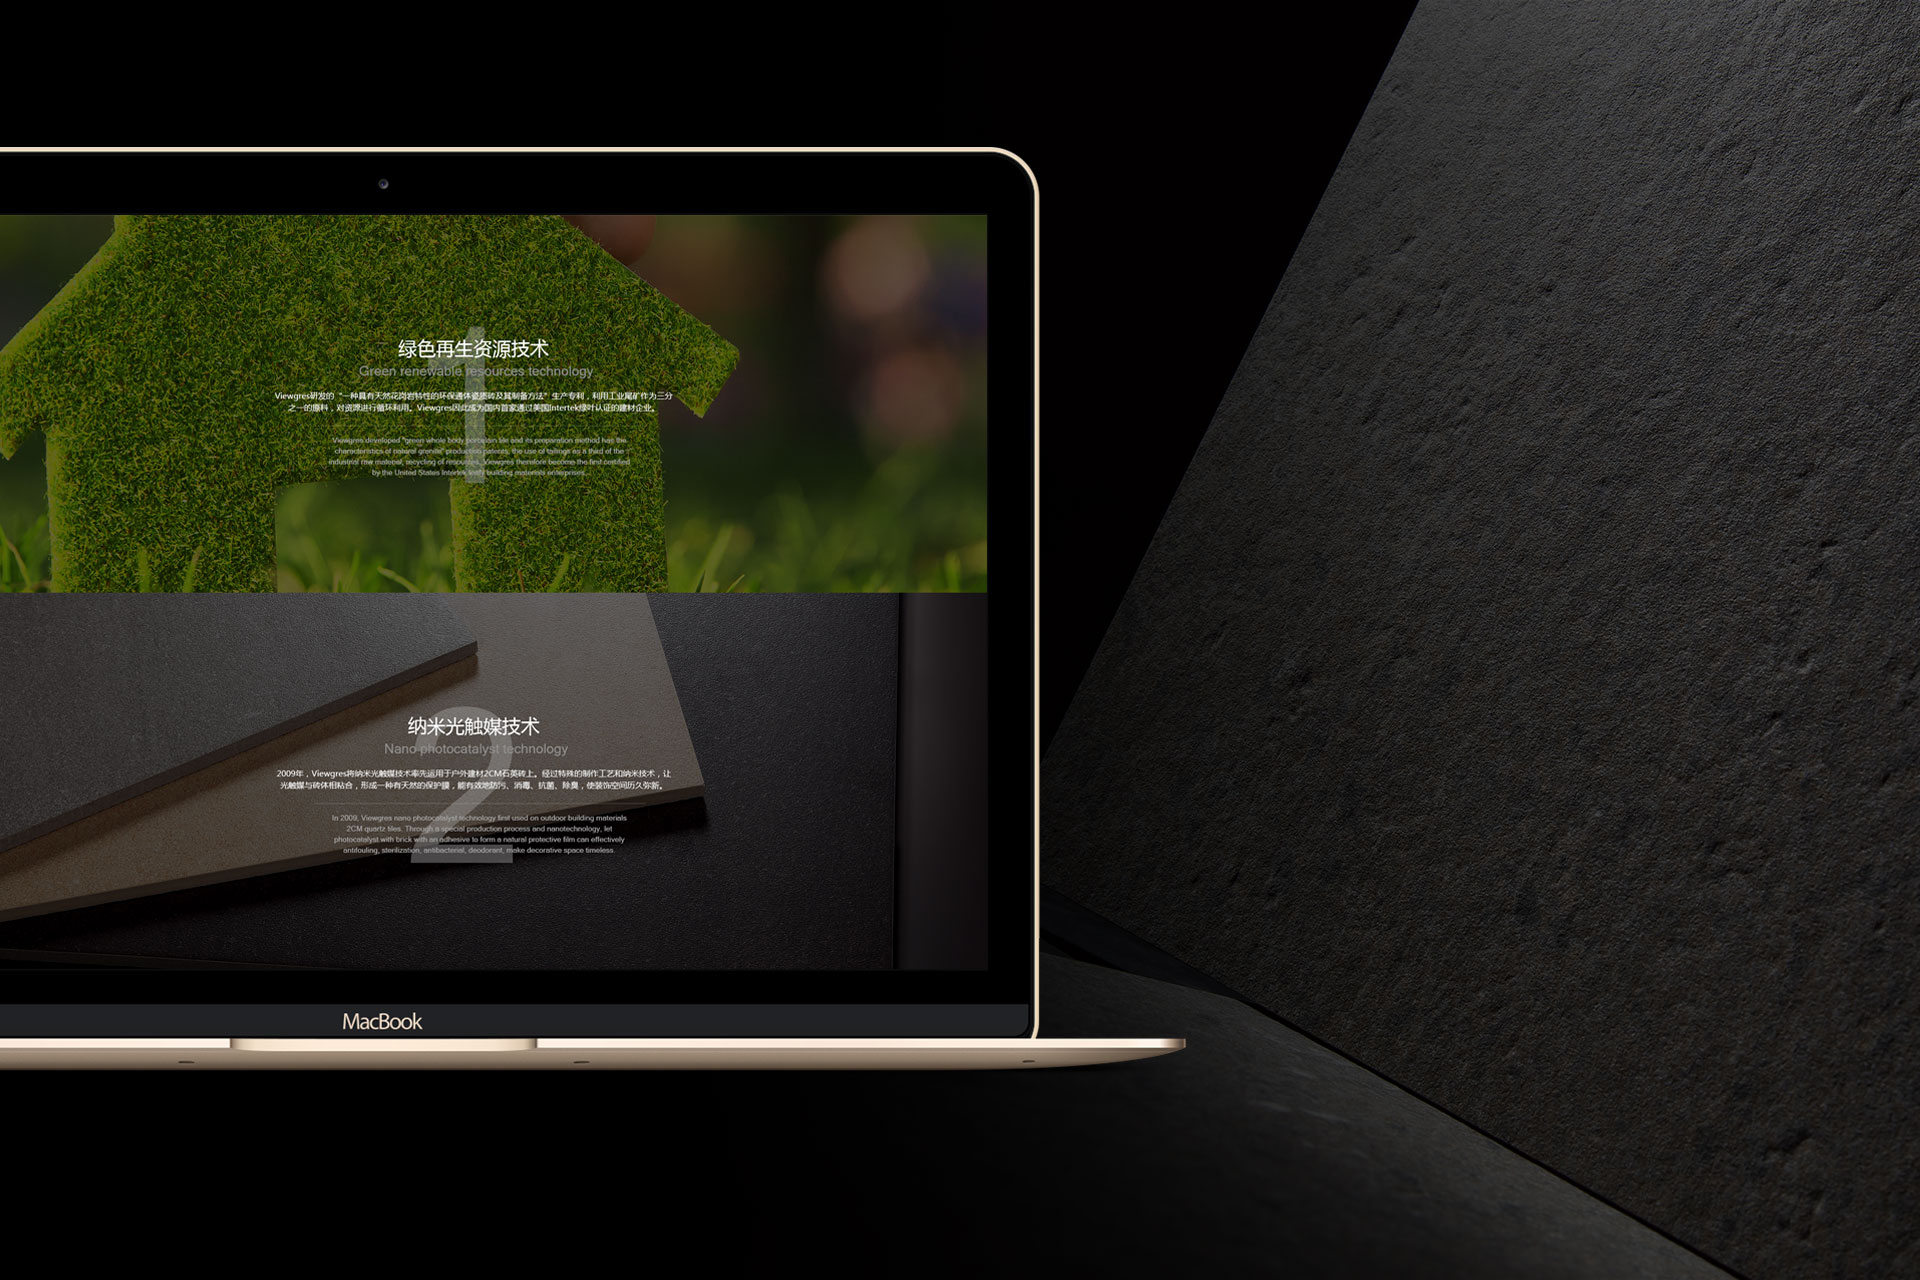 1
绿色再生资源技术
Green renewable resources technology
Viewgres研发的“一种具有天然花岗岩特性的环保通体瓷质砖及其制备方法”生产专利，利用工业尾矿作为三分
之一的原料，对资源进行循环利用。Viewgres因此成为国内首家通过美国Intertek绿叶认证的建材企业。
Viewgres developed "green whole body porcelain tile and its preparation method has the
characteristics of natural granite" production patents, the use of tailings as a third of the
industrial raw material, recycling of resources. Viewgres therefore become the first certified
by the United States Intertek leafy building materials enterprises.
2
纳米光触媒技术
Nano photocatalyst technology
2009年，Viewgres将纳米光触媒技术率先运用于户外建材2CM石英砖上。经过特殊的制作工艺和纳米技术，让
光触媒与砖体相粘合，形成一种有天然的保护膜，能有效地防污、消毒、抗菌、除臭，使装饰空间历久弥新。
In 2009, Viewgres nano photocatalyst technology first used on outdoor building materials
2CM quartz tiles. Through a special production process and nanotechnology, let
photocatalyst with brick with an adhesive to form a natural protective film can effectively
antifouling, sterilization, antibacterial, deodorant, make decorative space timeless.
MacBook